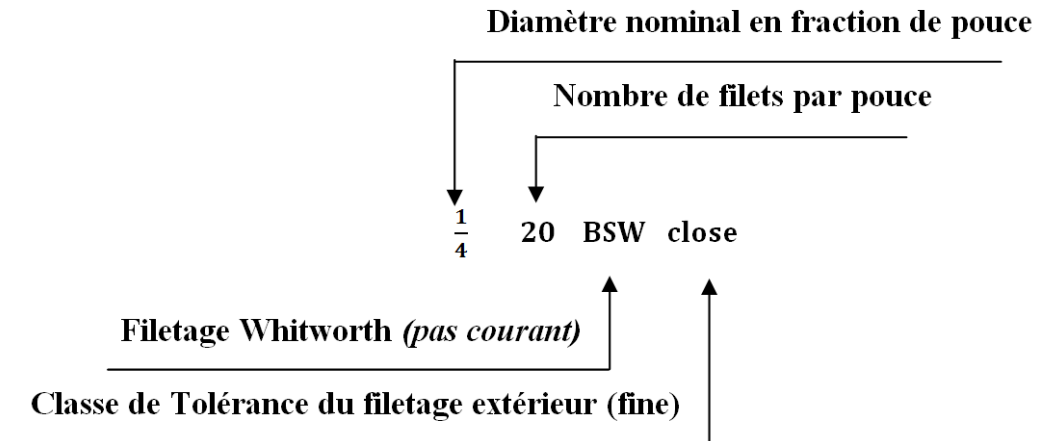 Diamètre nominal en fraction de pouce
Nombre de filets par pouce
1/4 20 BSW close
Filetage Whitworth (pas courant)
Classe de Tolérance du filetage extérieur (fine)